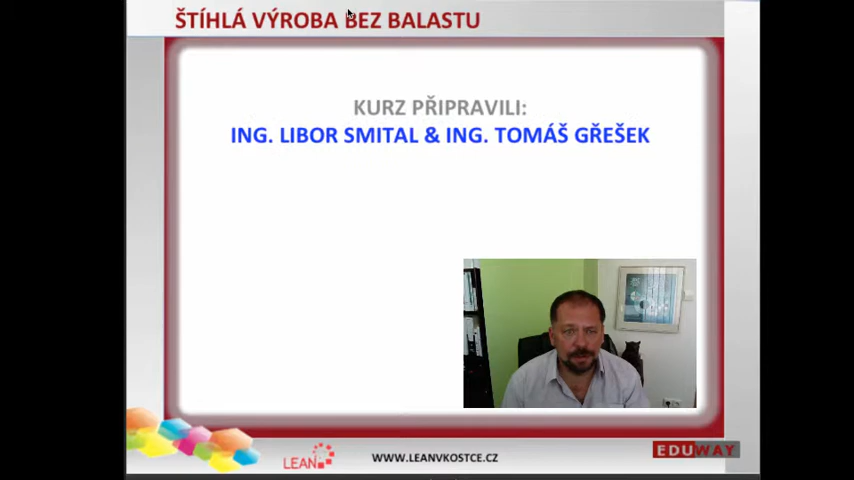 ŠTÍHLÁ VÝROBA BEZ BALASTU
KURZ PŘIPRAVILI:
ING. LIBOR SMITAL & ING. TOMÁŠ GŘEŠEK
LEAN
WWW.LEANVKOSTCE.CZ
EDUWAY